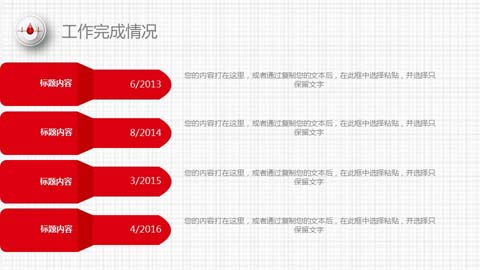 工作完成情况
标题内容
6/2013
您的内容打在这里，或者通过复制您的文本后，在此框中选择粘贴，并选择只
保留文字
标题内容
8/2014
您的内容打在这里，或者通过复制您的文本后，在此框中选择粘贴，并选择只
保留文字
标题内容
3/2015
您的内容打在这里，或者通过复制您的文本后，在此框中选择粘贴，并选择只
保留文字
标题内容
4/2016
您的内容打在这里，或者通过复制您的文本后，在此框中选择粘贴，并选择只
保留文字